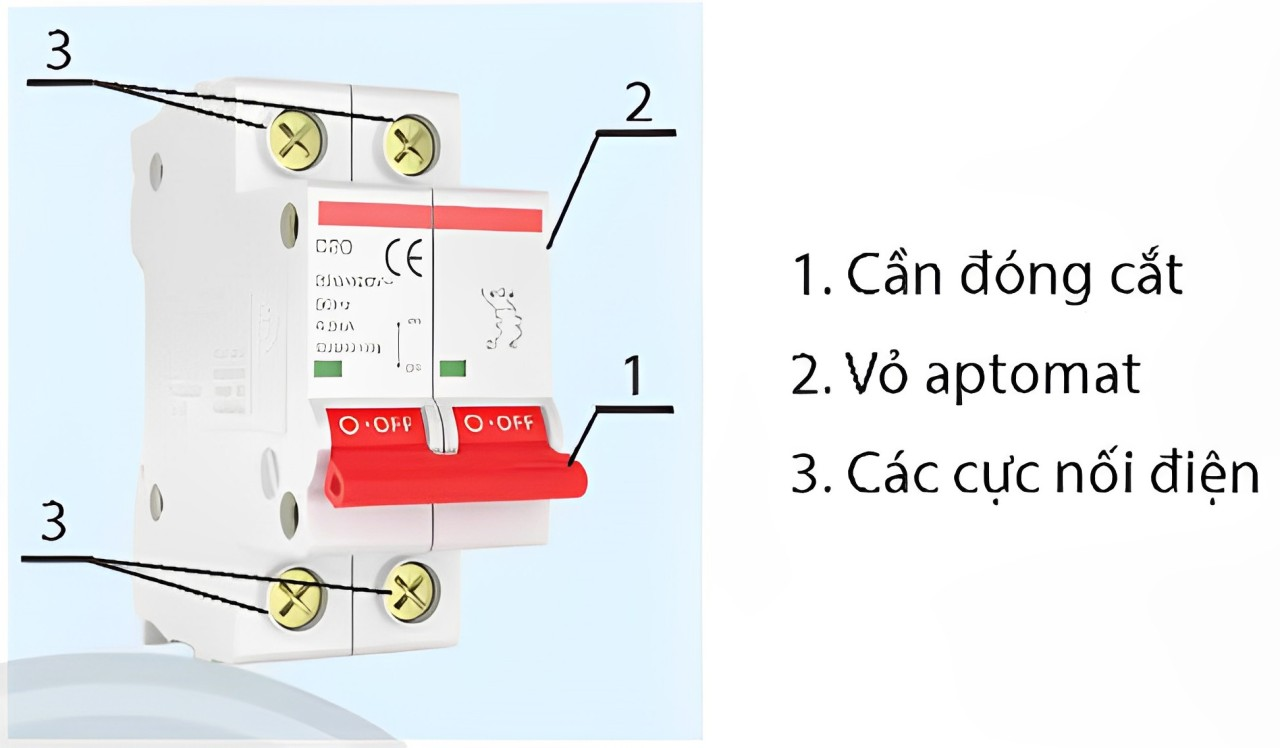 3
2
CE
1
O·OFF O·OFF
3
1. Cần đóng cắt
2. Vỏ aptomat
3. Các cực nối điện